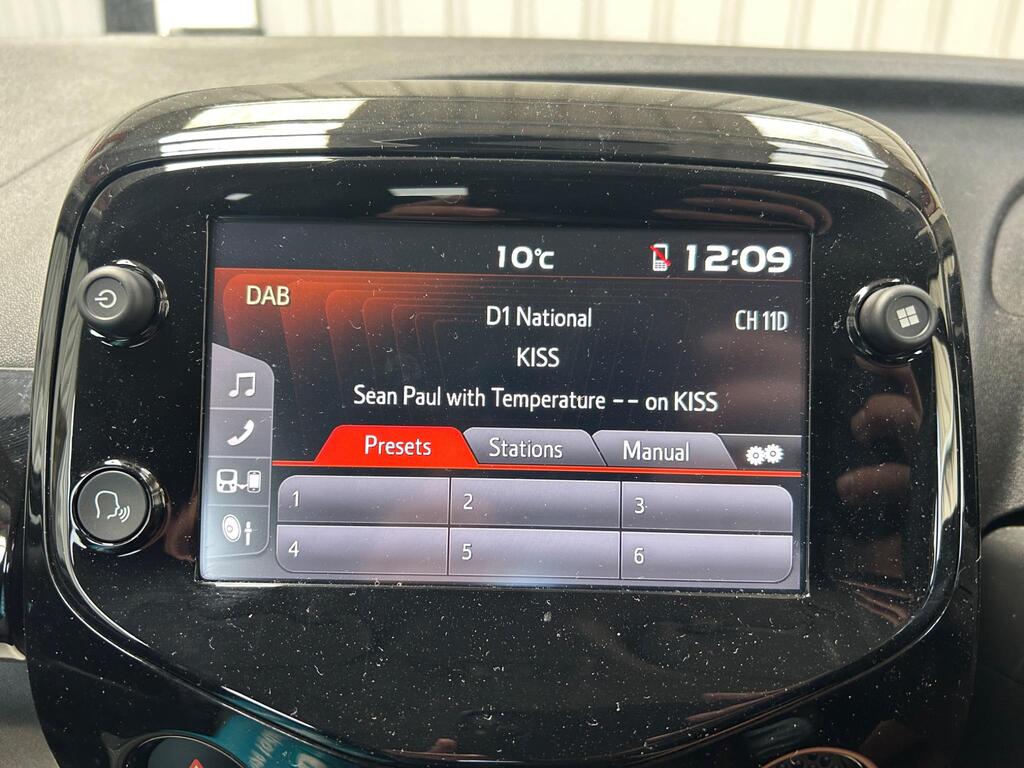 10°C 12:09
DAB
D1 National
CH 11D
KISS
Sean Paul with Temperature -- on KISS
Presets Stations Manual
1 2 3
4 5 6